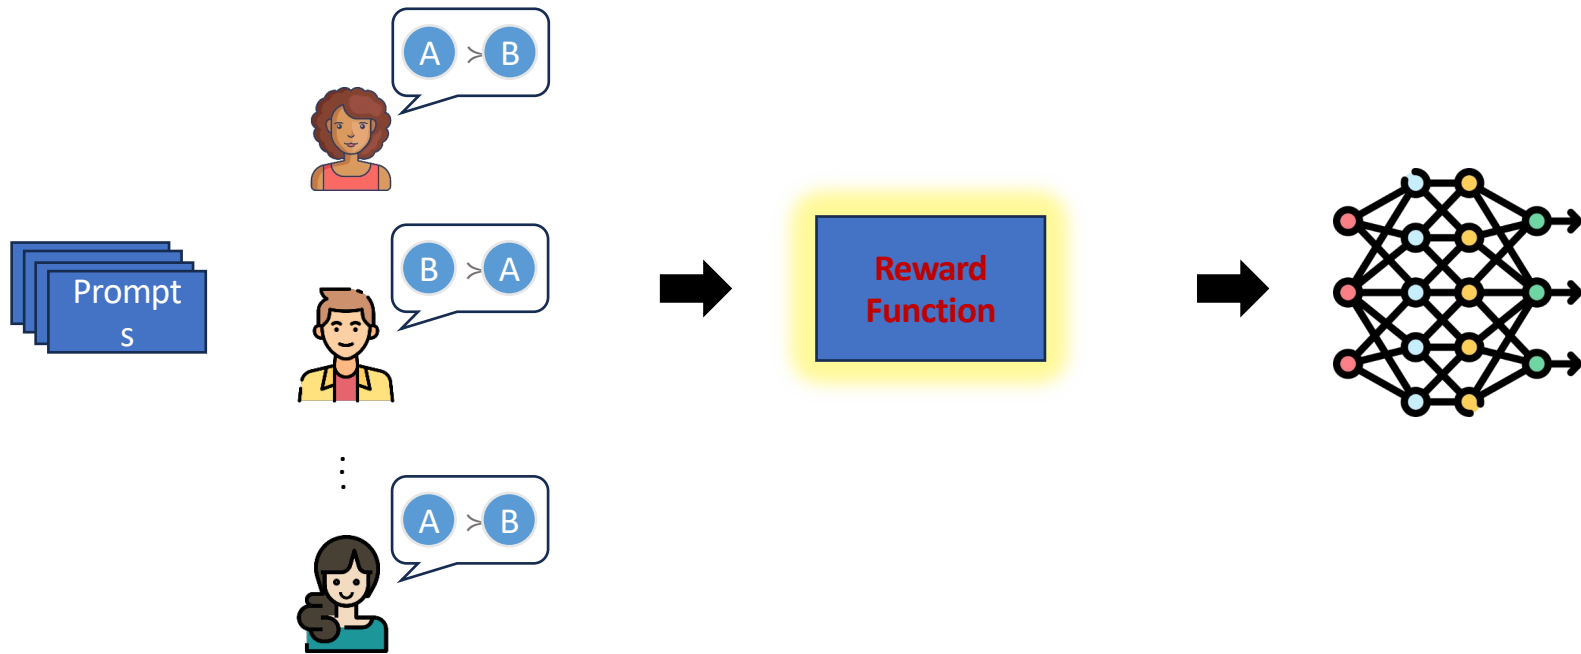 A ≻ B
Prompt
s
B ≻ A
Reward
Function
A ≻ B